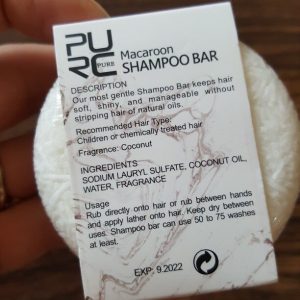 PU
RC PURE
Macaroon
SHAMPOO BAR
DESCRIPTION
Our most gentle Shampoo Bar keeps hair
soft, shiny, and manageable without
stripping hair of natural oils.
Recommended Hair Type:
Children or chemically treated hair
Fragrance: Coconut
INGREDIENTS
SODIUM LAURYL SULFATE, COCONUT OIL,
WATER, FRAGRANCE
Usage
Rub directly onto hair or rub between hands
and apply lather onto hair. Keep dry between
uses. Shampoo bar can use 50 to 75 washes
at least.
EXP: 9.2022